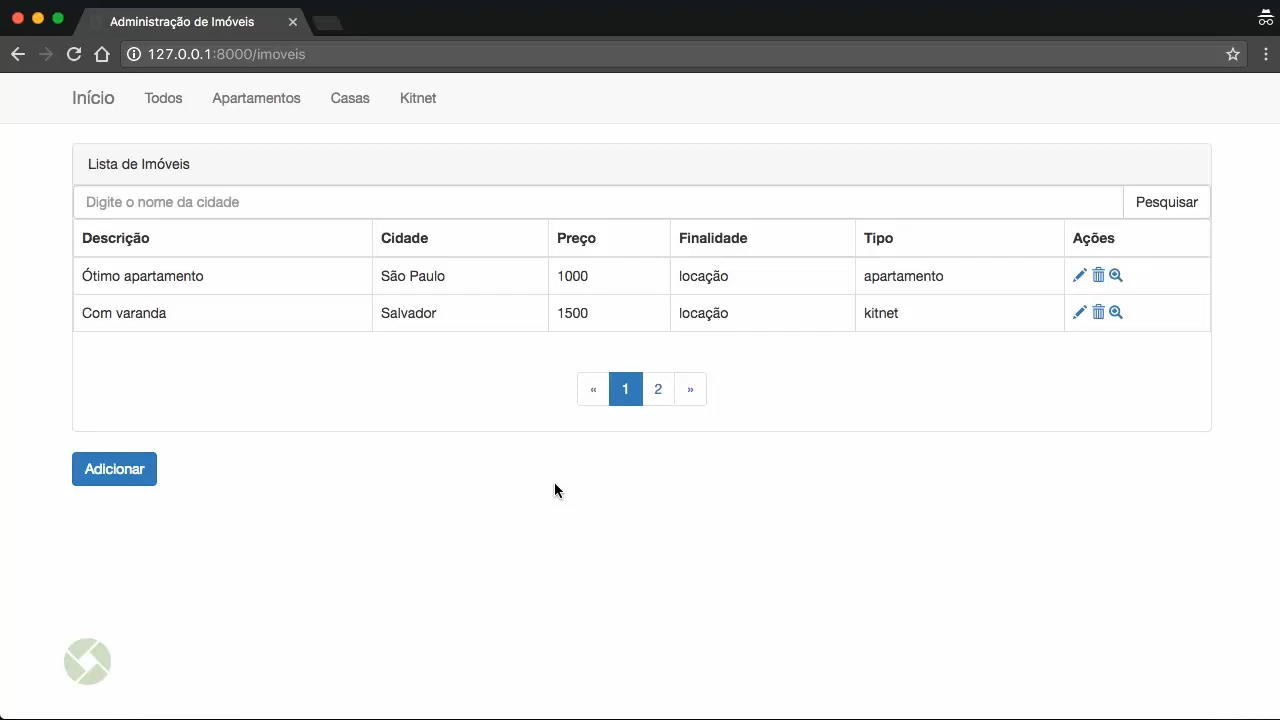 Administração de Imóveis
127.0.0.1:8000/imoveis
Início Todos Apartamentos Casas Kitnet
Lista de Imóveis
Digite o nome da cidade Pesquisar
Descrição Cidade Preço Finalidade Tipo Ações
Ótimo apartamento São Paulo 1000 locação apartamento
Com varanda Salvador 1500 locação kitnet
« 1 2 »
Adicionar